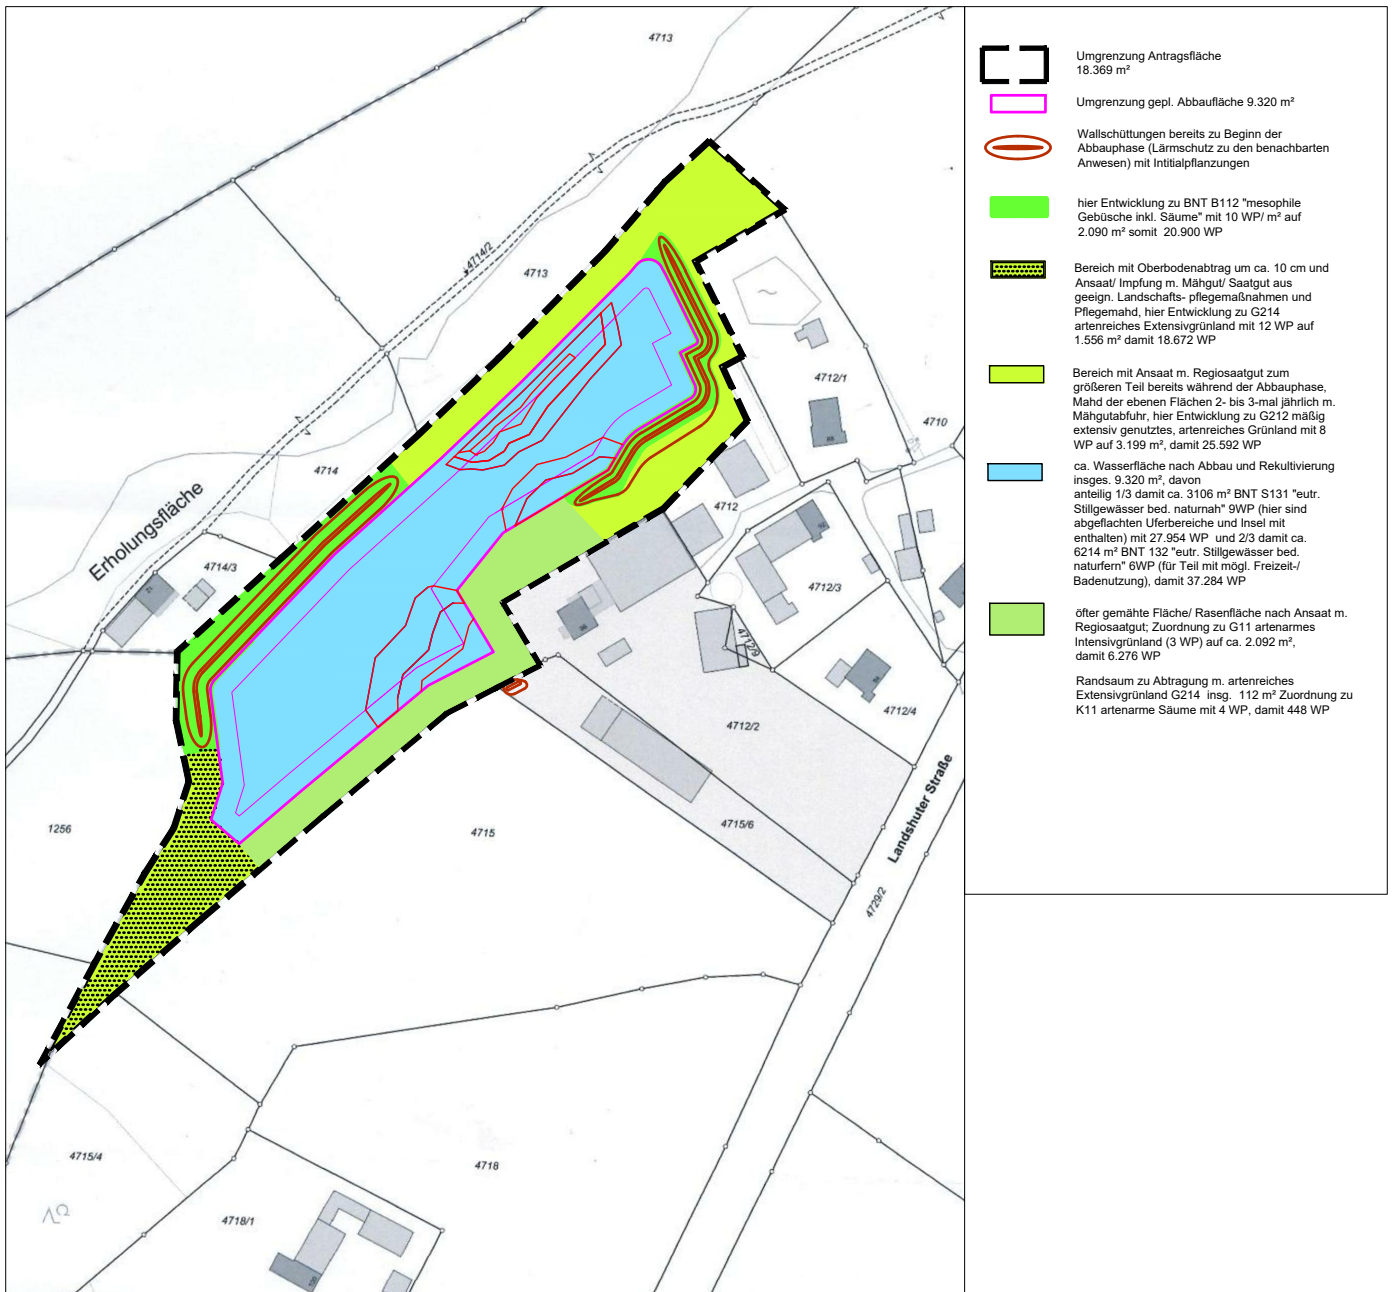 4713
4714/2
4713
4714
Erholungsfläche
4714/3
21
4712/1
88
4710
4712
92
4712/3
96
4712/9
94
4712/4
4712/2
4715/6
Landshuter Straße
4729/2
1256
4715
4715/4
4718
4718/1
100
Umgrenzung Antragsfläche
18.369 m²
Umgrenzung gepl. Abbaufläche 9.320 m²
Wallschüttungen bereits zu Beginn der
Abbauphase (Lärmschutz zu den benachbarten
Anwesen) mit Intitialpflanzungen
hier Entwicklung zu BNT B112 "mesophile
Gebüsche inkl. Säume" mit 10 WP/ m² auf
2.090 m² somit 20.900 WP
Bereich mit Oberbodenabtrag um ca. 10 cm und
Ansaat/ Impfung m. Mähgut/ Saatgut aus
geeign. Landschafts- pflegemaßnahmen und
Pflegemahd, hier Entwicklung zu G214
artenreiches Extensivgrünland mit 12 WP auf
1.556 m² damit 18.672 WP
Bereich mit Ansaat m. Regiosaatgut zum
größeren Teil bereits während der Abbauphase,
Mahd der ebenen Flächen 2- bis 3-mal jährlich m.
Mähgutabfuhr, hier Entwicklung zu G212 mäßig
extensiv genutztes, artenreiches Grünland mit 8
WP auf 3.199 m², damit 25.592 WP
ca. Wasserfläche nach Abbau und Rekultivierung
insges. 9.320 m², davon
anteilig 1/3 damit ca. 3106 m² BNT S131 "eutr.
Stillgewässer bed. naturnah" 9WP (hier sind
abgeflachten Uferbereiche und Insel mit
enthalten) mit 27.954 WP und 2/3 damit ca.
6214 m² BNT 132 "eutr. Stillgewässer bed.
naturfern" 6WP (für Teil mit mögl. Freizeit-/
Badenutzung), damit 37.284 WP
öfter gemähte Fläche/ Rasenfläche nach Ansaat m.
Regiosaatgut; Zuordnung zu G11 artenarmes
Intensivgrünland (3 WP) auf ca. 2.092 m²,
damit 6.276 WP
Randsaum zu Abtragung m. artenreiches
Extensivgrünland G214 insg. 112 m² Zuordnung zu
K11 artenarme Säume mit 4 WP, damit 448 WP